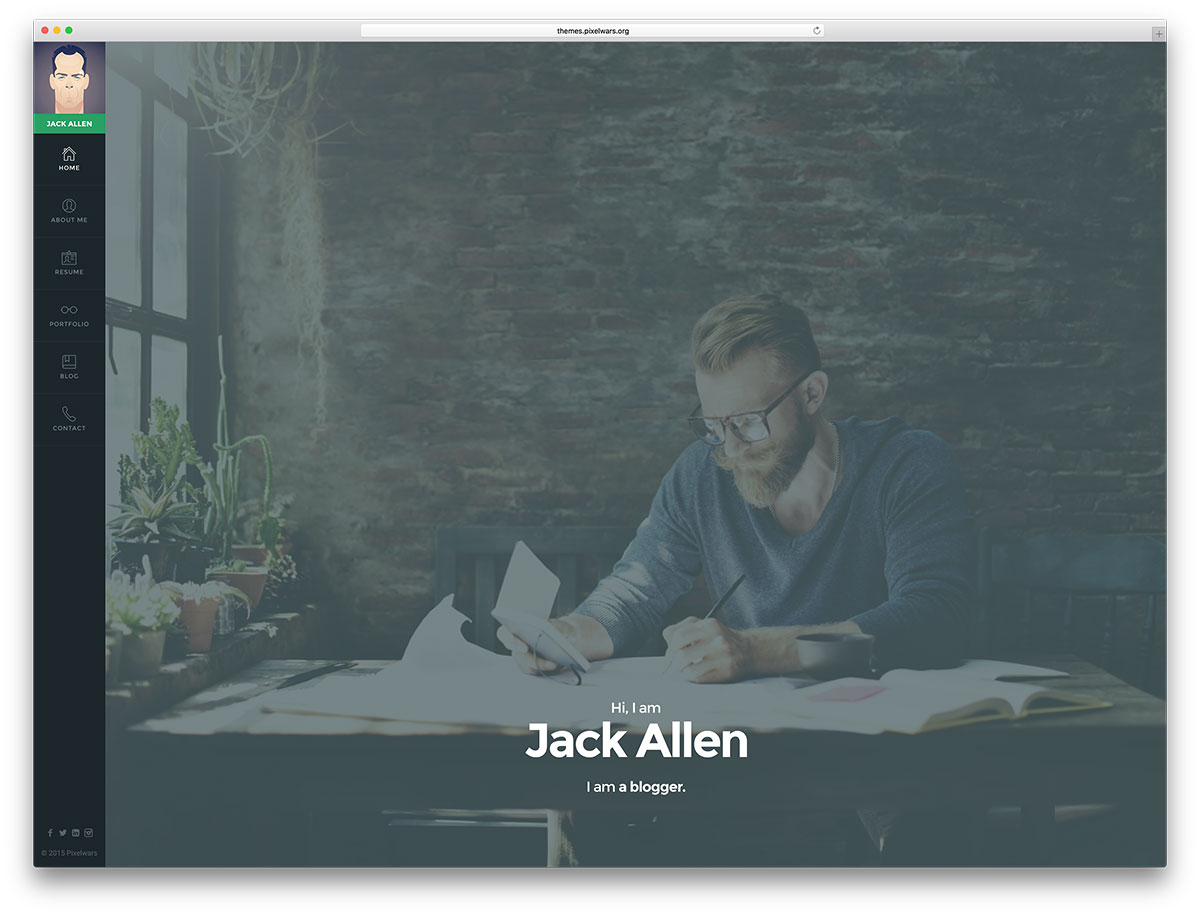 themes.pixelwars.org
JACK ALLEN
HOME
ABOUT ME
RESUME
PORTFOLIO
BLOG
CONTACT
Hi, I am
Jack Allen
I am a blogger.
© 2015 Pixelwars